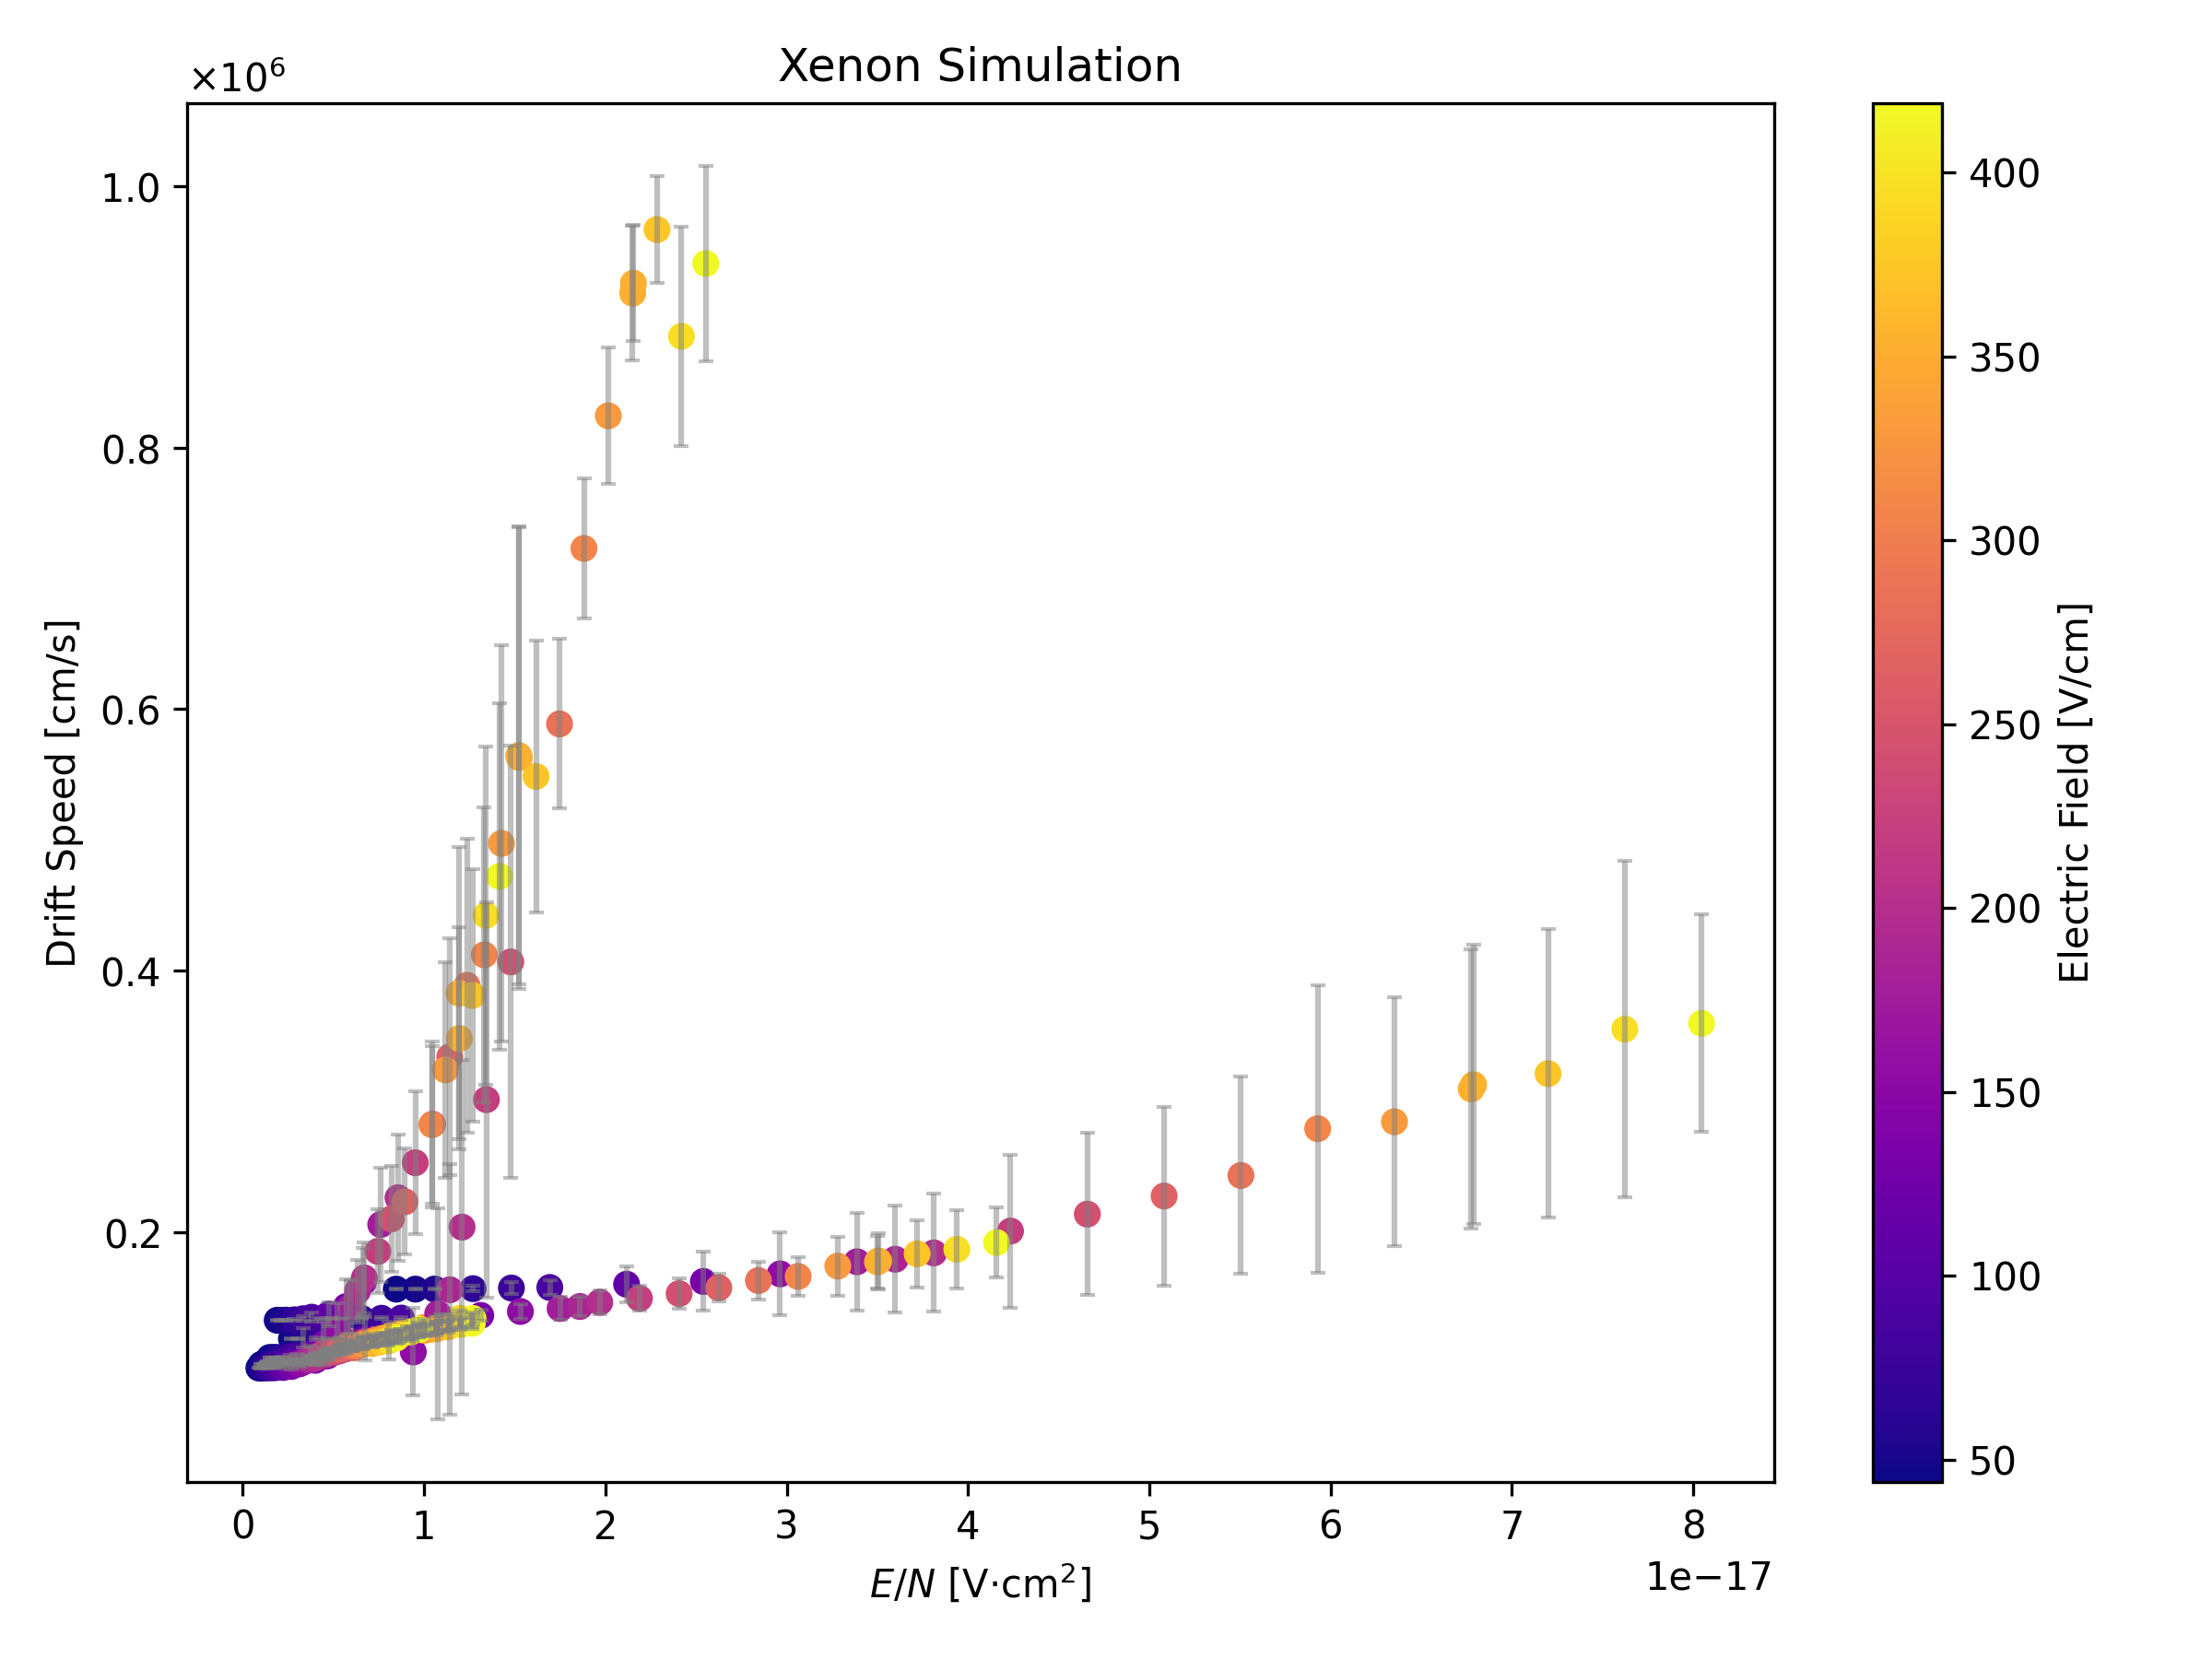 Xenon Simulation
×10⁶
1.0
0.8
0.6
0.4
0.2
Drift Speed [cm/s]
0 1 2 3 4 5 6 7 8
1e−17
E/N [V·cm²]
400
350
300
250
200
150
100
50
Electric Field [V/cm]